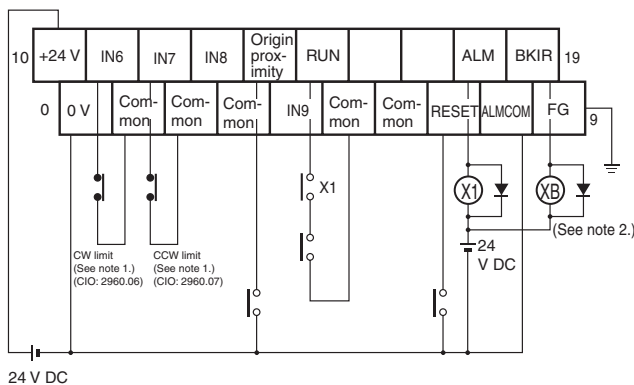 10 +24 V IN6 IN7 IN8 Origin prox- imity RUN ALM BKIR 19
0 0 V Com- mon Com- mon Com- mon IN9 Com- mon Com- mon RESET ALMCOM FG 9
X1
X1
XB
(See note 2.)
CW limit
(See note 1.)
(CIO: 2960.06)
CCW limit
(See note 1.)
(CIO: 2960.07)
24
V DC
24 V DC